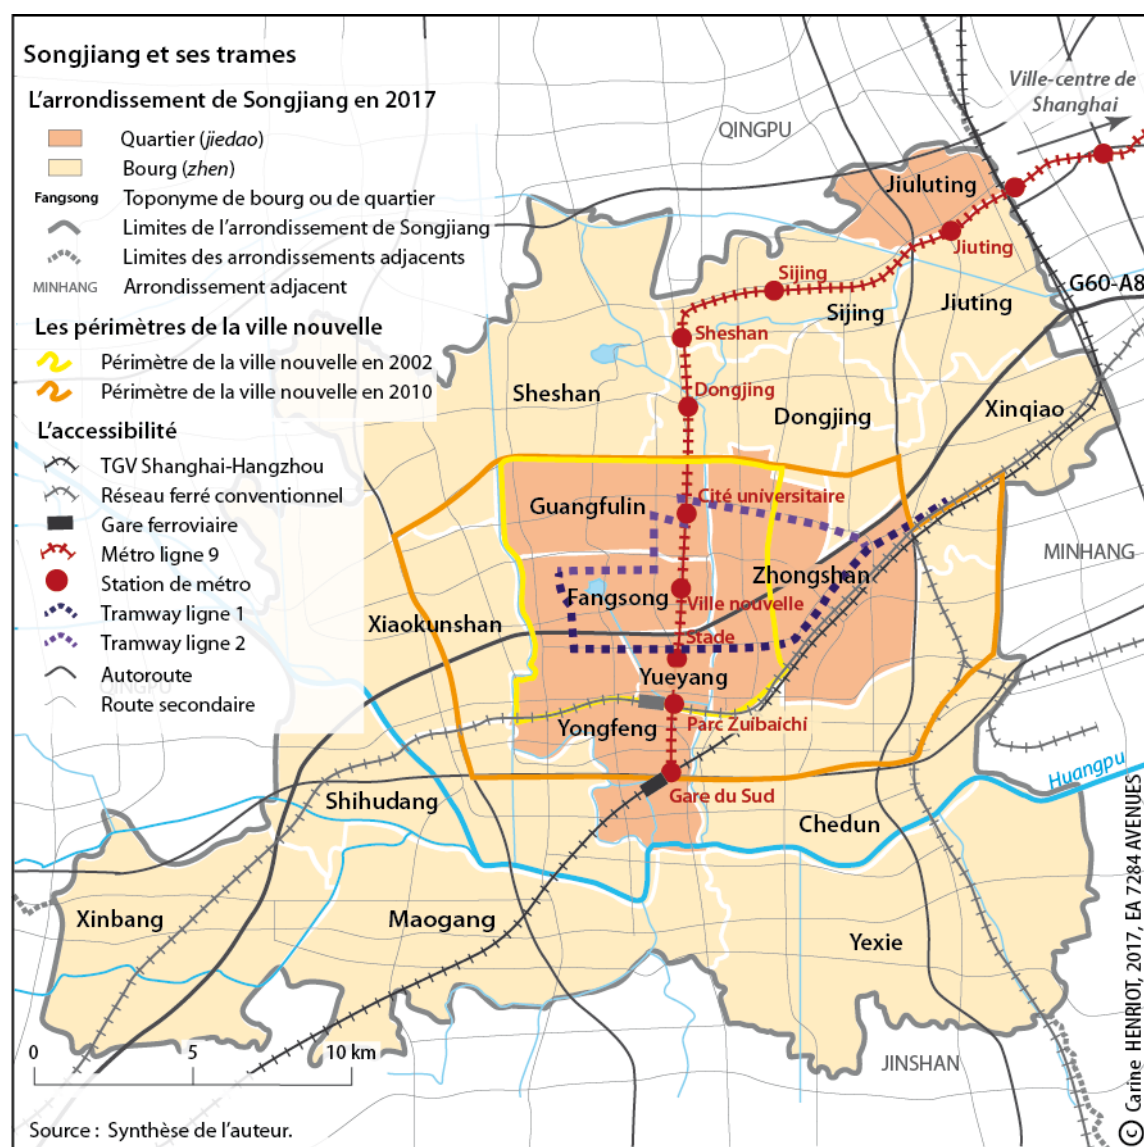 Songjiang et ses trames
L'arrondissement de Songjiang en 2017
Quartier (jiedao)
Bourg (zhen)
Fangsong Toponyme de bourg ou de quartier
Limites de l'arrondissement de Songjiang
Limites des arrondissements adjacents
MINHANG Arrondissement adjacent
Les périmètres de la ville nouvelle
Périmètre de la ville nouvelle en 2002
Périmètre de la ville nouvelle en 2010
L'accessibilité
TGV Shanghai-Hangzhou
Réseau ferré conventionnel
Gare ferroviaire
Métro ligne 9
Station de métro
Tramway ligne 1
Tramway ligne 2
Autoroute
Route secondaire
Ville-centre de
Shanghai
QINGPU
Jiuluting
Jiuting
Sijing
G60-A8
Jiuting
Sijing
Sheshan
Sheshan
Dongjing
Dongjing
Xinqiao
Guangfulin
Cité universitaire
MINHANG
Zhongshan
Fangsong
Ville nouvelle
Xiaokunshan
Stade
Yueyang
QINGPU
Yongfeng
Parc Zuibaichi
Huangpu
Gare du Sud
Shihudang
Chedun
Xinbang
Maogang
Yexie
JINSHAN
0 5 10 km
Source : Synthèse de l'auteur.
© Carine HENRIOT, 2017, EA 7284 AVENUES